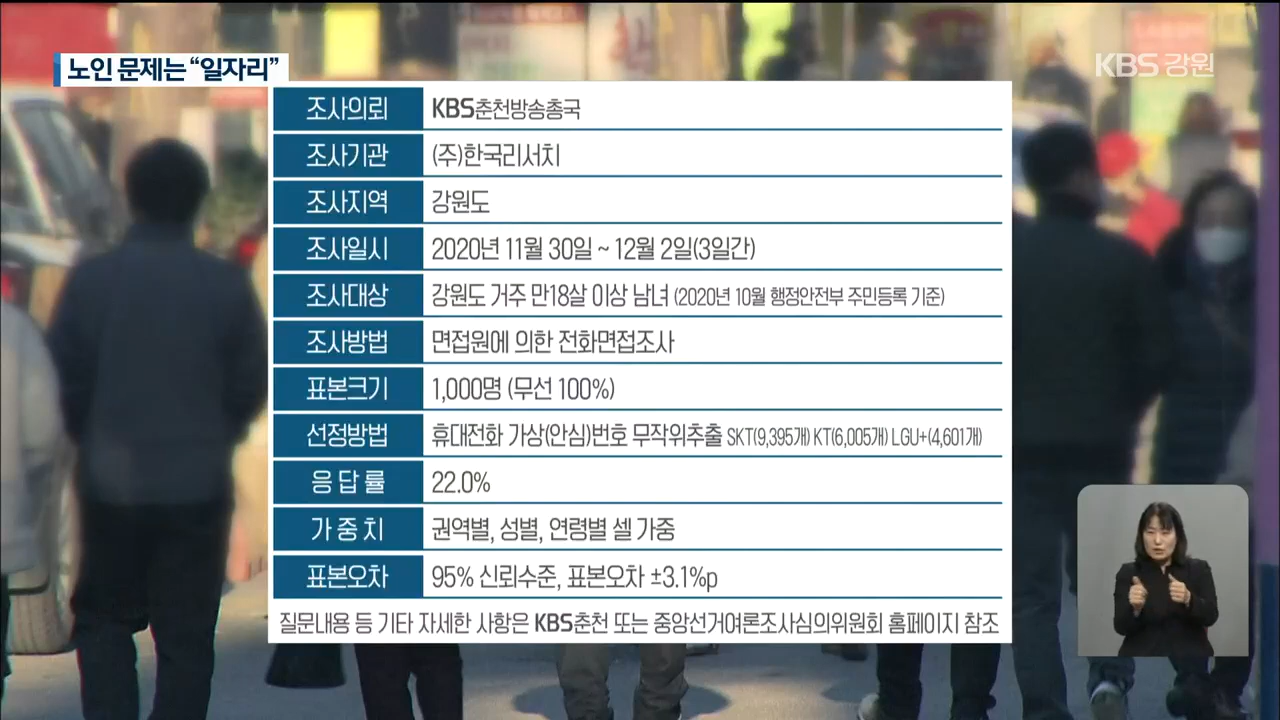 노인 문제는 “일자리”
KBS 강원
조사의뢰 KBS춘천방송총국
조사기관 (주)한국리서치
조사지역 강원도
조사일시 2020년 11월 30일 ~ 12월 2일(3일간)
조사대상 강원도 거주 만18살 이상 남녀 (2020년 10월 행정안전부 주민등록 기준)
조사방법 면접원에 의한 전화면접조사
표본크기 1,000명 (무선 100%)
선정방법 휴대전화 가상(안심)번호 무작위추출 SKT(9,395개) KT(6,005개) LGU+(4,601개)
응 답 률 22.0%
가 중 치 권역별, 성별, 연령별 셀 가중
표본오차 95% 신뢰수준, 표본오차 ±3.1%p
질문내용 등 기타 자세한 사항은 KBS춘천 또는 중앙선거여론조사심의위원회 홈페이지 참조